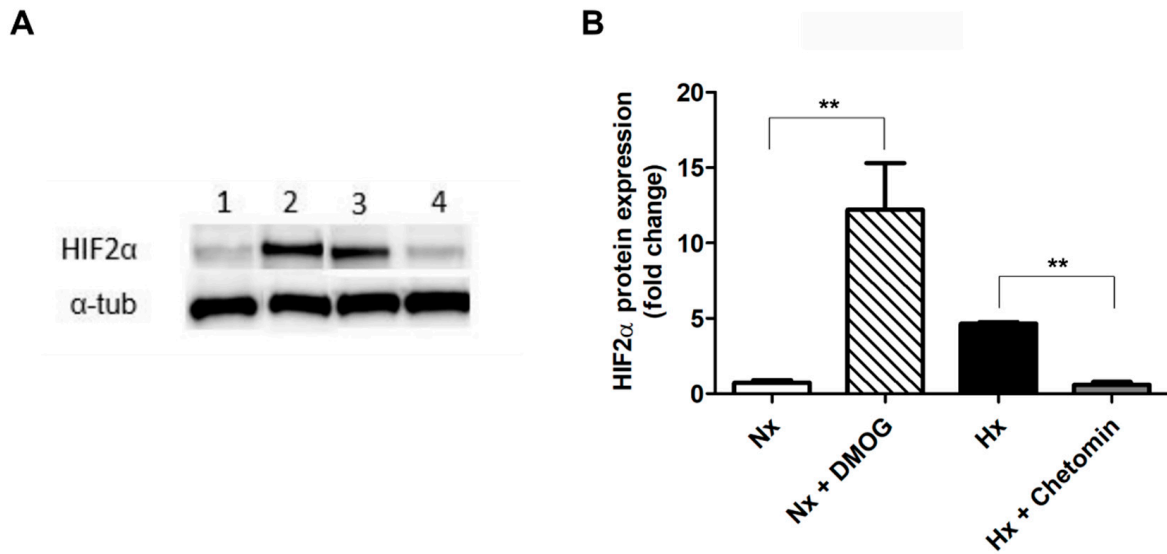 A
1 2 3 4
HIF2α
α-tub
B
HIF2α protein expression
(fold change)
20
15
10
5
0
**
**
Nx
Nx + DMOG
Hx
Hx + Chetomin